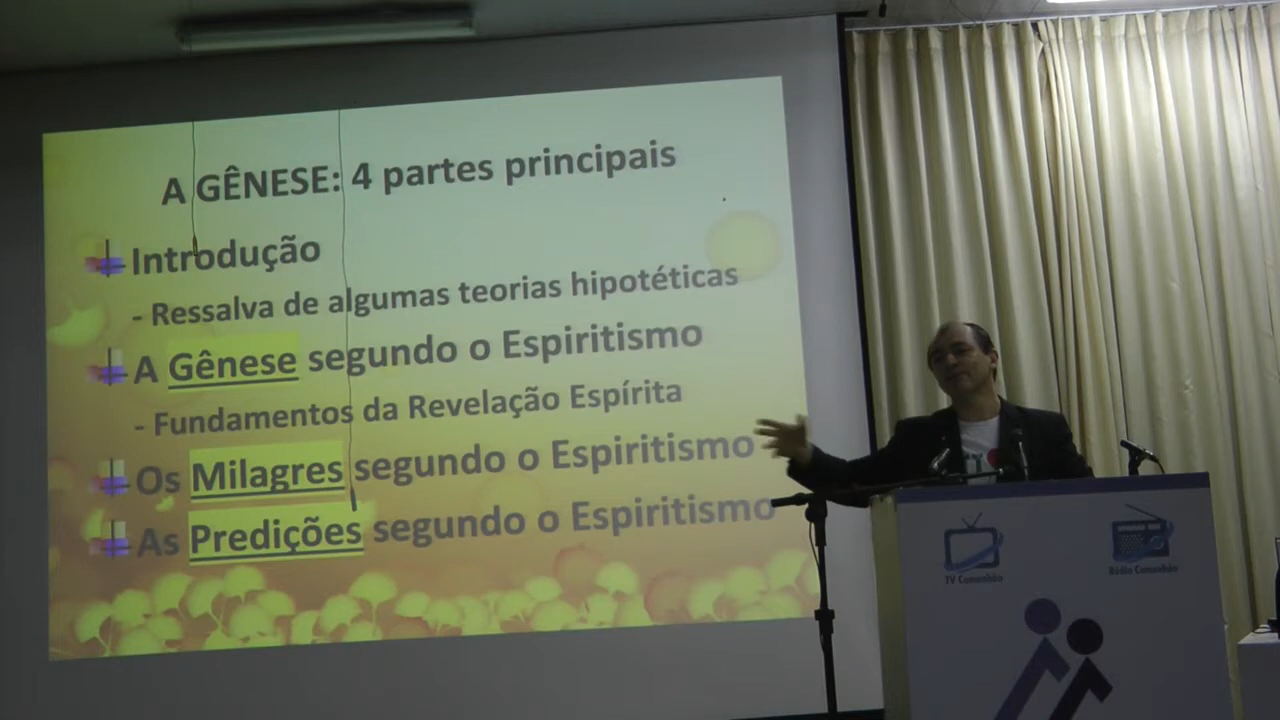 A GÊNESE: 4 partes principais
Introdução
- Ressalva de algumas teorias hipotéticas
A Gênese segundo o Espiritismo
- Fundamentos da Revelação Espírita
Os Milagres segundo o Espiritismo
As Predições segundo o Espiritismo
TV Comunhão
Rádio Comunhão